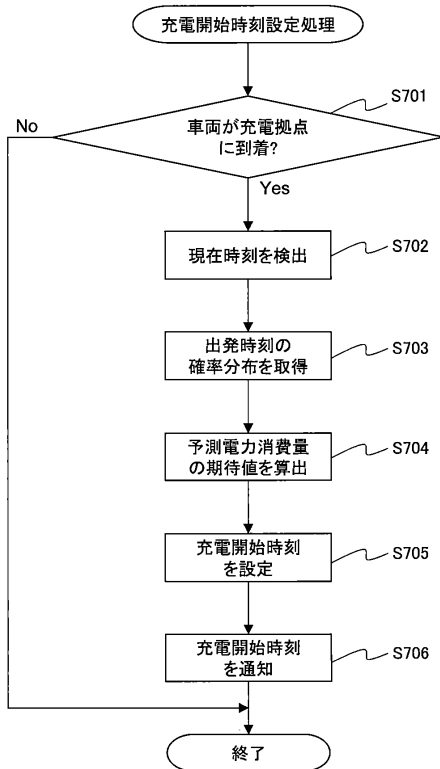 充電開始時刻設定処理
S701
No
車両が充電拠点
に到着?
Yes
現在時刻を検出
S702
出発時刻の
確率分布を取得
S703
予測電力消費量
の期待値を算出
S704
充電開始時刻
を設定
S705
充電開始時刻
を通知
S706
終了